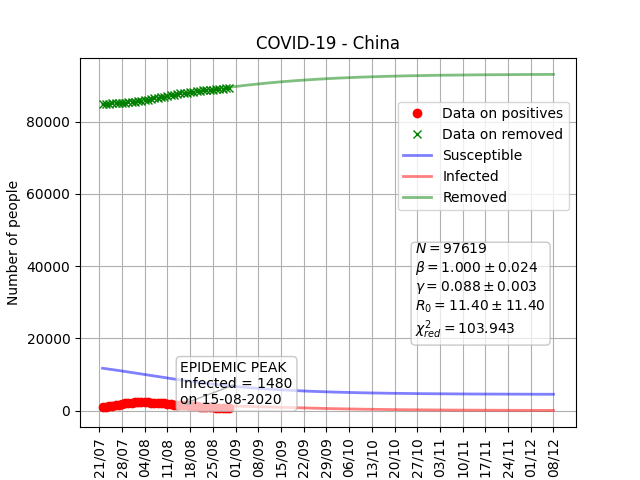 COVID-19 - China
Number of people
80000
60000
40000
20000
0
Data on positives
Data on removed
Susceptible
Infected
Removed
N = 97619
β = 1.000 ± 0.024
γ = 0.088 ± 0.003
R₀ = 11.40 ± 11.40
χ²red = 103.943
EPIDEMIC PEAK
Infected = 1480
on 15-08-2020
21/07
28/07
04/08
11/08
18/08
25/08
01/09
08/09
15/09
22/09
29/09
06/10
13/10
20/10
27/10
03/11
10/11
17/11
24/11
01/12
08/12